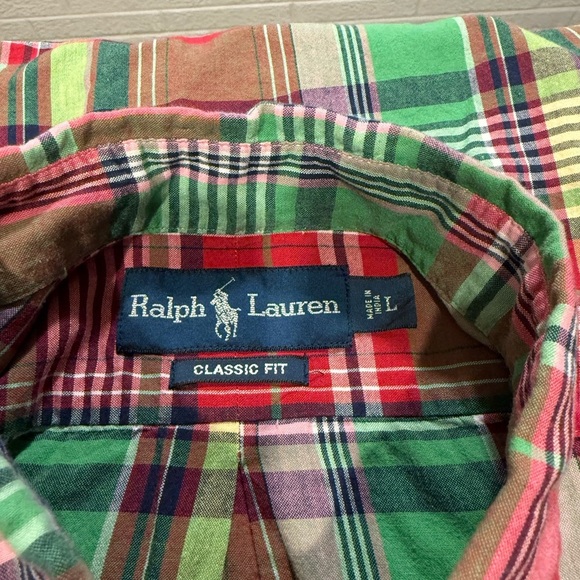 Ralph Lauren
MADE IN
INDIA
L
CLASSIC FIT